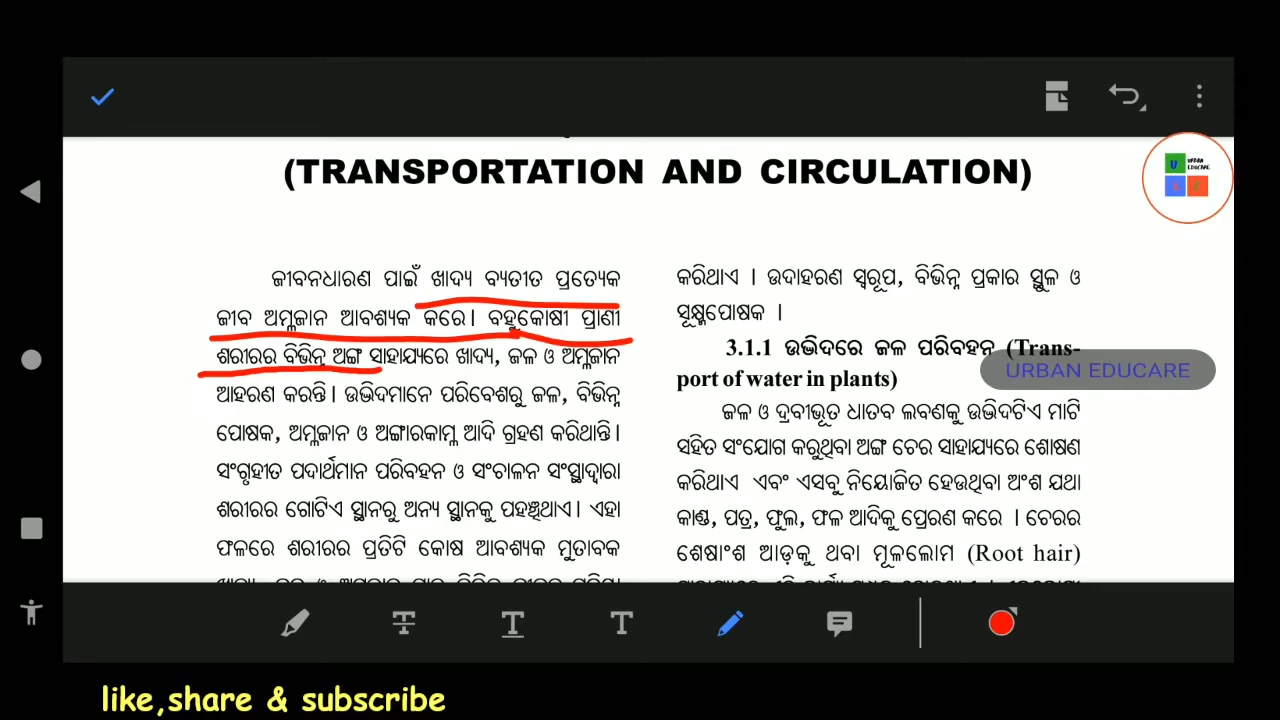 (TRANSPORTATION AND CIRCULATION)
URBAN EDUCARE
ଜୀବନଧାରଣ ପାଇଁ ଖାଦ୍ୟ ବ୍ୟତୀତ ପ୍ରତ୍ୟେକ
ଜୀବ ଅମ୍ଳଜାନ ଆବଶ୍ୟକ କରେ। ବହୁକୋଷୀ ପ୍ରାଣୀ
ଶରୀରର ବିଭିନ୍ନ ଅଙ୍ଗ ସାହାଯ୍ୟରେ ଖାଦ୍ୟ, ଜଳ ଓ ଅମ୍ଳଜାନ
ଆହରଣ କରନ୍ତି। ଉଦ୍ଭିଦମାନେ ପରିବେଶରୁ ଜଳ, ବିଭିନ୍ନ
ପୋଷକ, ଅମ୍ଳଜାନ ଓ ଅଙ୍ଗାରକାମ୍ଳ ଆଦି ଗ୍ରହଣ କରିଥାନ୍ତି।
ସଂଗୃହୀତ ପଦାର୍ଥମାନ ପରିବହନ ଓ ସଂଚାଳନ ସଂସ୍ଥାଦ୍ୱାରା
ଶରୀରର ଗୋଟିଏ ସ୍ଥାନରୁ ଅନ୍ୟ ସ୍ଥାନକୁ ପହଞ୍ଚିଥାଏ। ଏହା
ଫଳରେ ଶରୀରର ପ୍ରତିଟି କୋଷ ଆବଶ୍ୟକ ମୁତାବକ
କରିଥାଏ । ଉଦାହରଣ ସ୍ୱରୂପ, ବିଭିନ୍ନ ପ୍ରକାର ସ୍ଥୁଳ ଓ
ସୂକ୍ଷ୍ମପୋଷକ ।
3.1.1 ଉଦ୍ଭିଦରେ ଜଳ ପରିବହନ (Trans-
port of water in plants)
URBAN EDUCARE
ଜଳ ଓ ଦ୍ରବୀଭୂତ ଧାତବ ଲବଣକୁ ଉଦ୍ଭିଦଟିଏ ମାଟି
ସହିତ ସଂଯୋଗ କରୁଥିବା ଅଙ୍ଗ ଚେର ସାହାଯ୍ୟରେ ଶୋଷଣ
କରିଥାଏ ଏବଂ ଏସବୁ ନିୟୋଜିତ ହେଉଥିବା ଅଂଶ ଯଥା
କାଣ୍ଡ, ପତ୍ର, ଫୁଲ, ଫଳ ଆଦିକୁ ପ୍ରେରଣ କରେ । ଚେରର
ଶେଷାଂଶ ଆଡ଼କୁ ଥିବା ମୂଳଲୋମ (Root hair)
like,share & subscribe